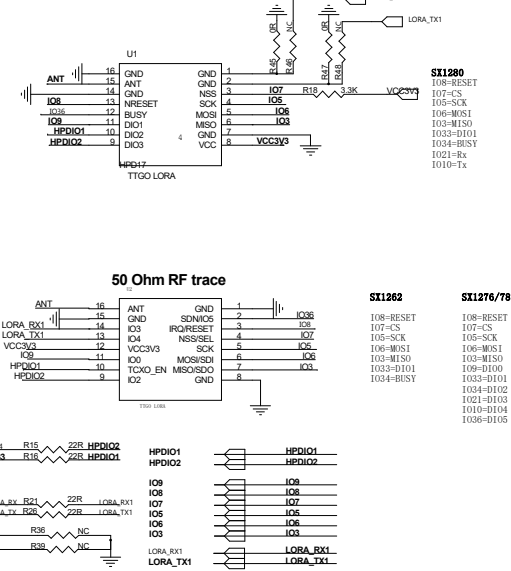 LORA_TX1
0R
NC
0R
NC
R45
R46
R47
R48
U1
ANT
IO8
IO36
IO9
HPDIO1
HPDIO2
16 GND GND 1
15 ANT GND 2
14 GND NSS 3
13 NRESET SCK 4
12 BUSY MOSI 5
11 DIO1 MISO 6
10 DIO2 GND 7
9 DIO3 VCC 8
4
IO7 R18 3.3K VCC3V3
IO5
IO6
IO3
VCC3V3
HPD17
TTGO LORA
SX1280
IO8=RESET
IO7=CS
IO5=SCK
IO6=MOSI
IO3=MISO
IO33=DIO1
IO34=BUSY
IO21=Rx
IO10=Tx
50 Ohm RF trace
U2
ANT
LORA_RX1
LORA_TX1
VCC3V3
IO9
HPDIO1
HPDIO2
16 ANT GND 1
15 GND SDN/IO5 2
14 IO3 IRQ/RESET 3
13 IO4 NSS/SEL 4
12 VCC3V3 SCK 5
11 IO0 MOSI/SDI 6
10 TCXO_EN MISO/SDO 7
9 IO2 GND 8
IO36
IO8
IO7
IO5
IO6
IO3
TTGO LORA
SX1262
IO8=RESET
IO7=CS
IO5=SCK
IO6=MOSI
IO3=MISO
IO33=DIO1
IO34=BUSY
SX1276/78
IO8=RESET
IO7=CS
IO5=SCK
IO6=MOSI
IO3=MISO
IO9=DIO0
IO33=DIO1
IO34=DIO2
IO21=DIO3
IO10=DIO4
IO36=DIO5
R15 22R HPDIO2
R16 22R HPDIO1
R21 22R LORA_RX1
R26 22R LORA_TX1
R36 NC
R39 NC
HPDIO1 HPDIO1
HPDIO2 HPDIO2
IO9 IO9
IO8 IO8
IO7 IO7
IO5 IO5
IO6 IO6
IO3 IO3
LORA_RX1 LORA_RX1
LORA_TX1 LORA_TX1